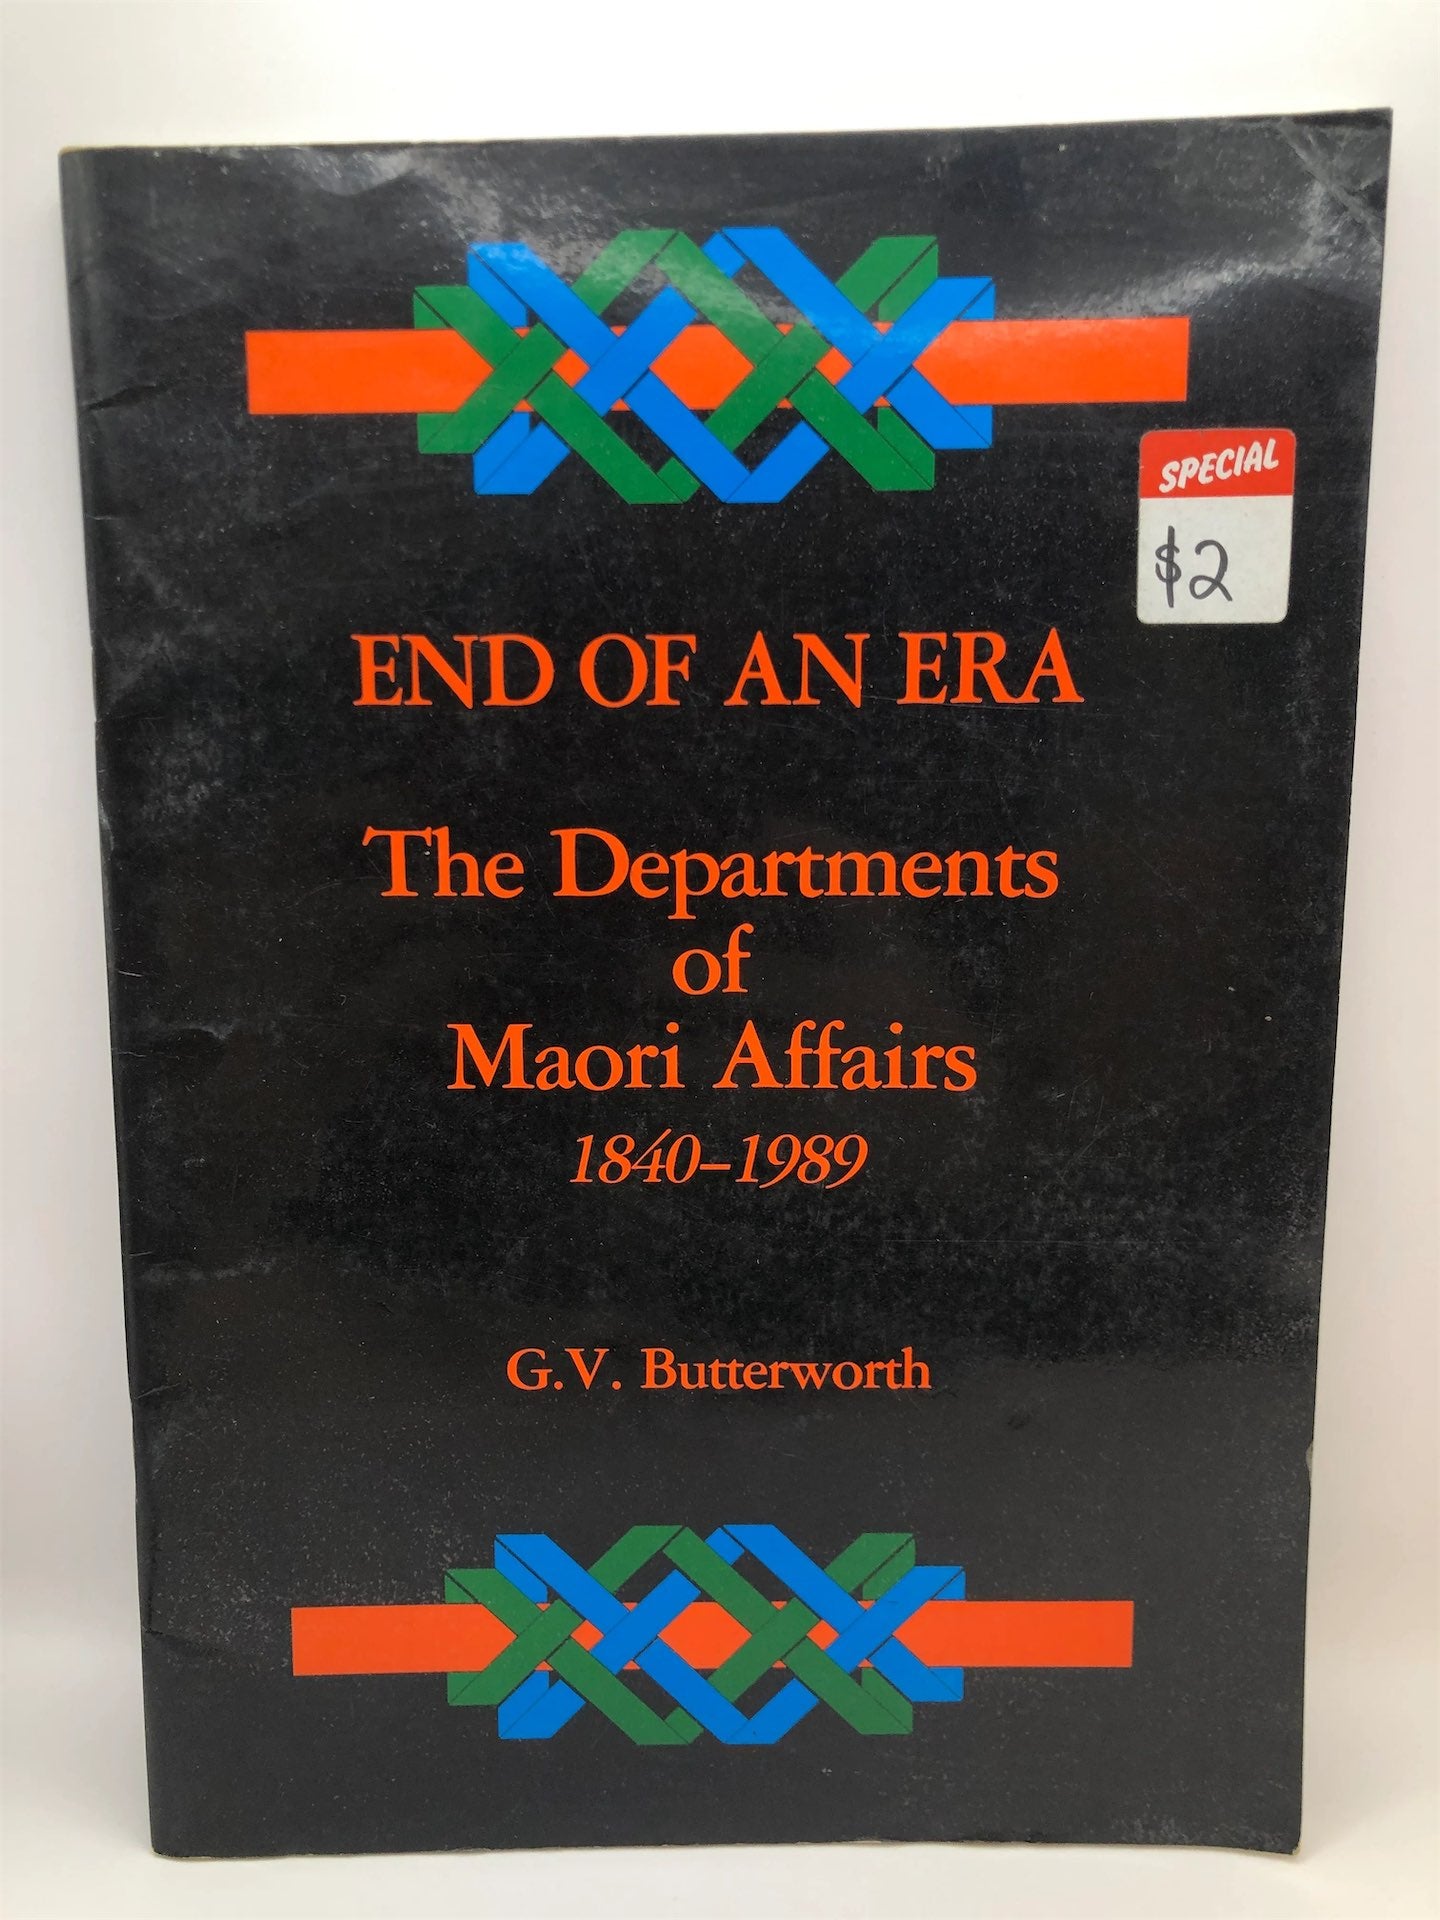 SPECIAL
$2
END OF AN ERA
The Departments
of
Maori Affairs
1840–1989
G.V. Butterworth